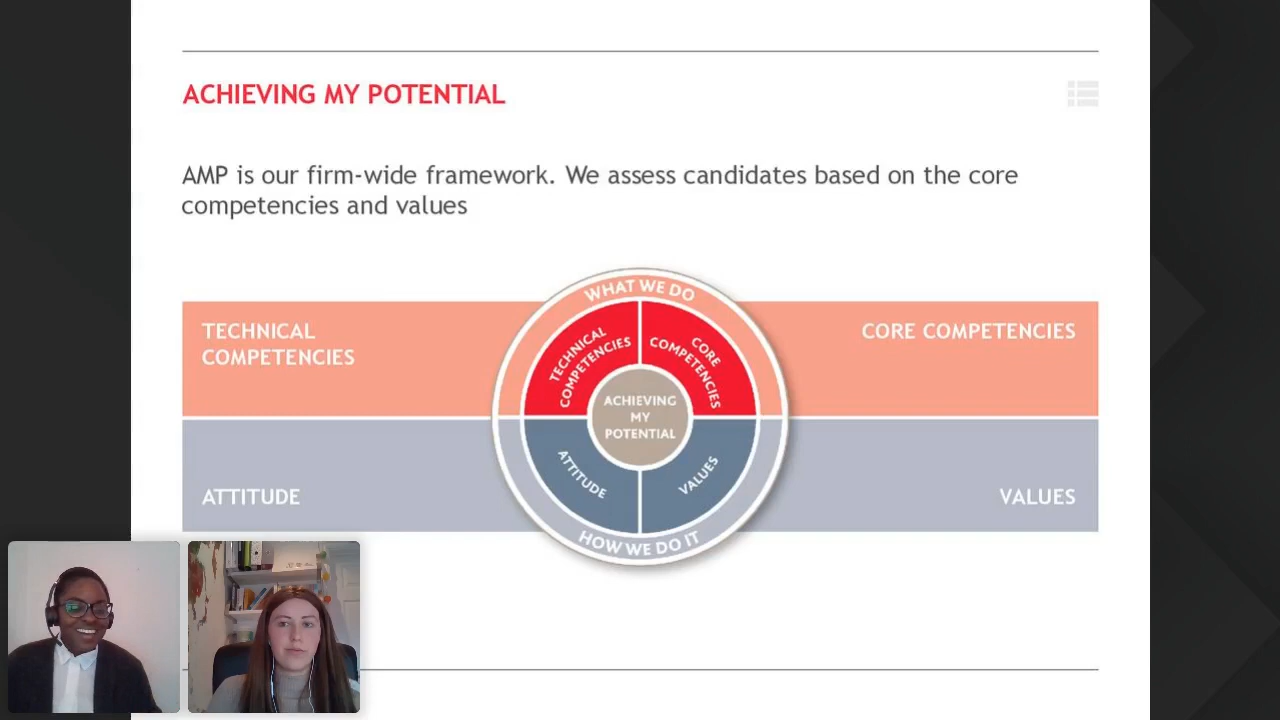 ACHIEVING MY POTENTIAL
AMP is our firm-wide framework. We assess candidates based on the core
competencies and values
TECHNICAL
COMPETENCIES
CORE COMPETENCIES
WHAT WE DO
TECHNICAL
COMPETENCIES
CORE
COMPETENCIES
ACHIEVING
MY
POTENTIAL
ATTITUDE
VALUES
HOW WE DO IT
ATTITUDE
VALUES